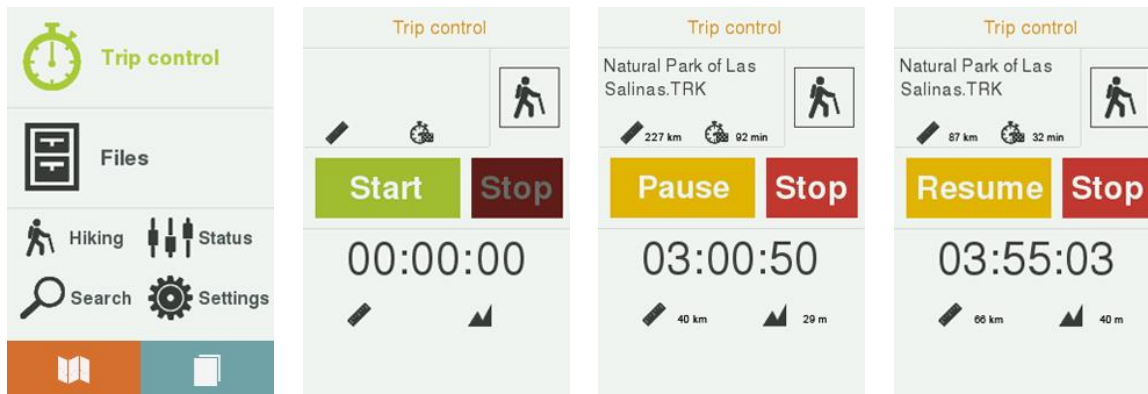 Trip control
Files
Hiking
Status
Search
Settings
Trip control
Start
Stop
00:00:00
Trip control
Natural Park of Las
Salinas.TRK
227 km
92 min
Pause
Stop
03:00:50
40 km
29 m
Trip control
Natural Park of Las
Salinas.TRK
87 km
32 min
Resume
Stop
03:55:03
66 km
40 m